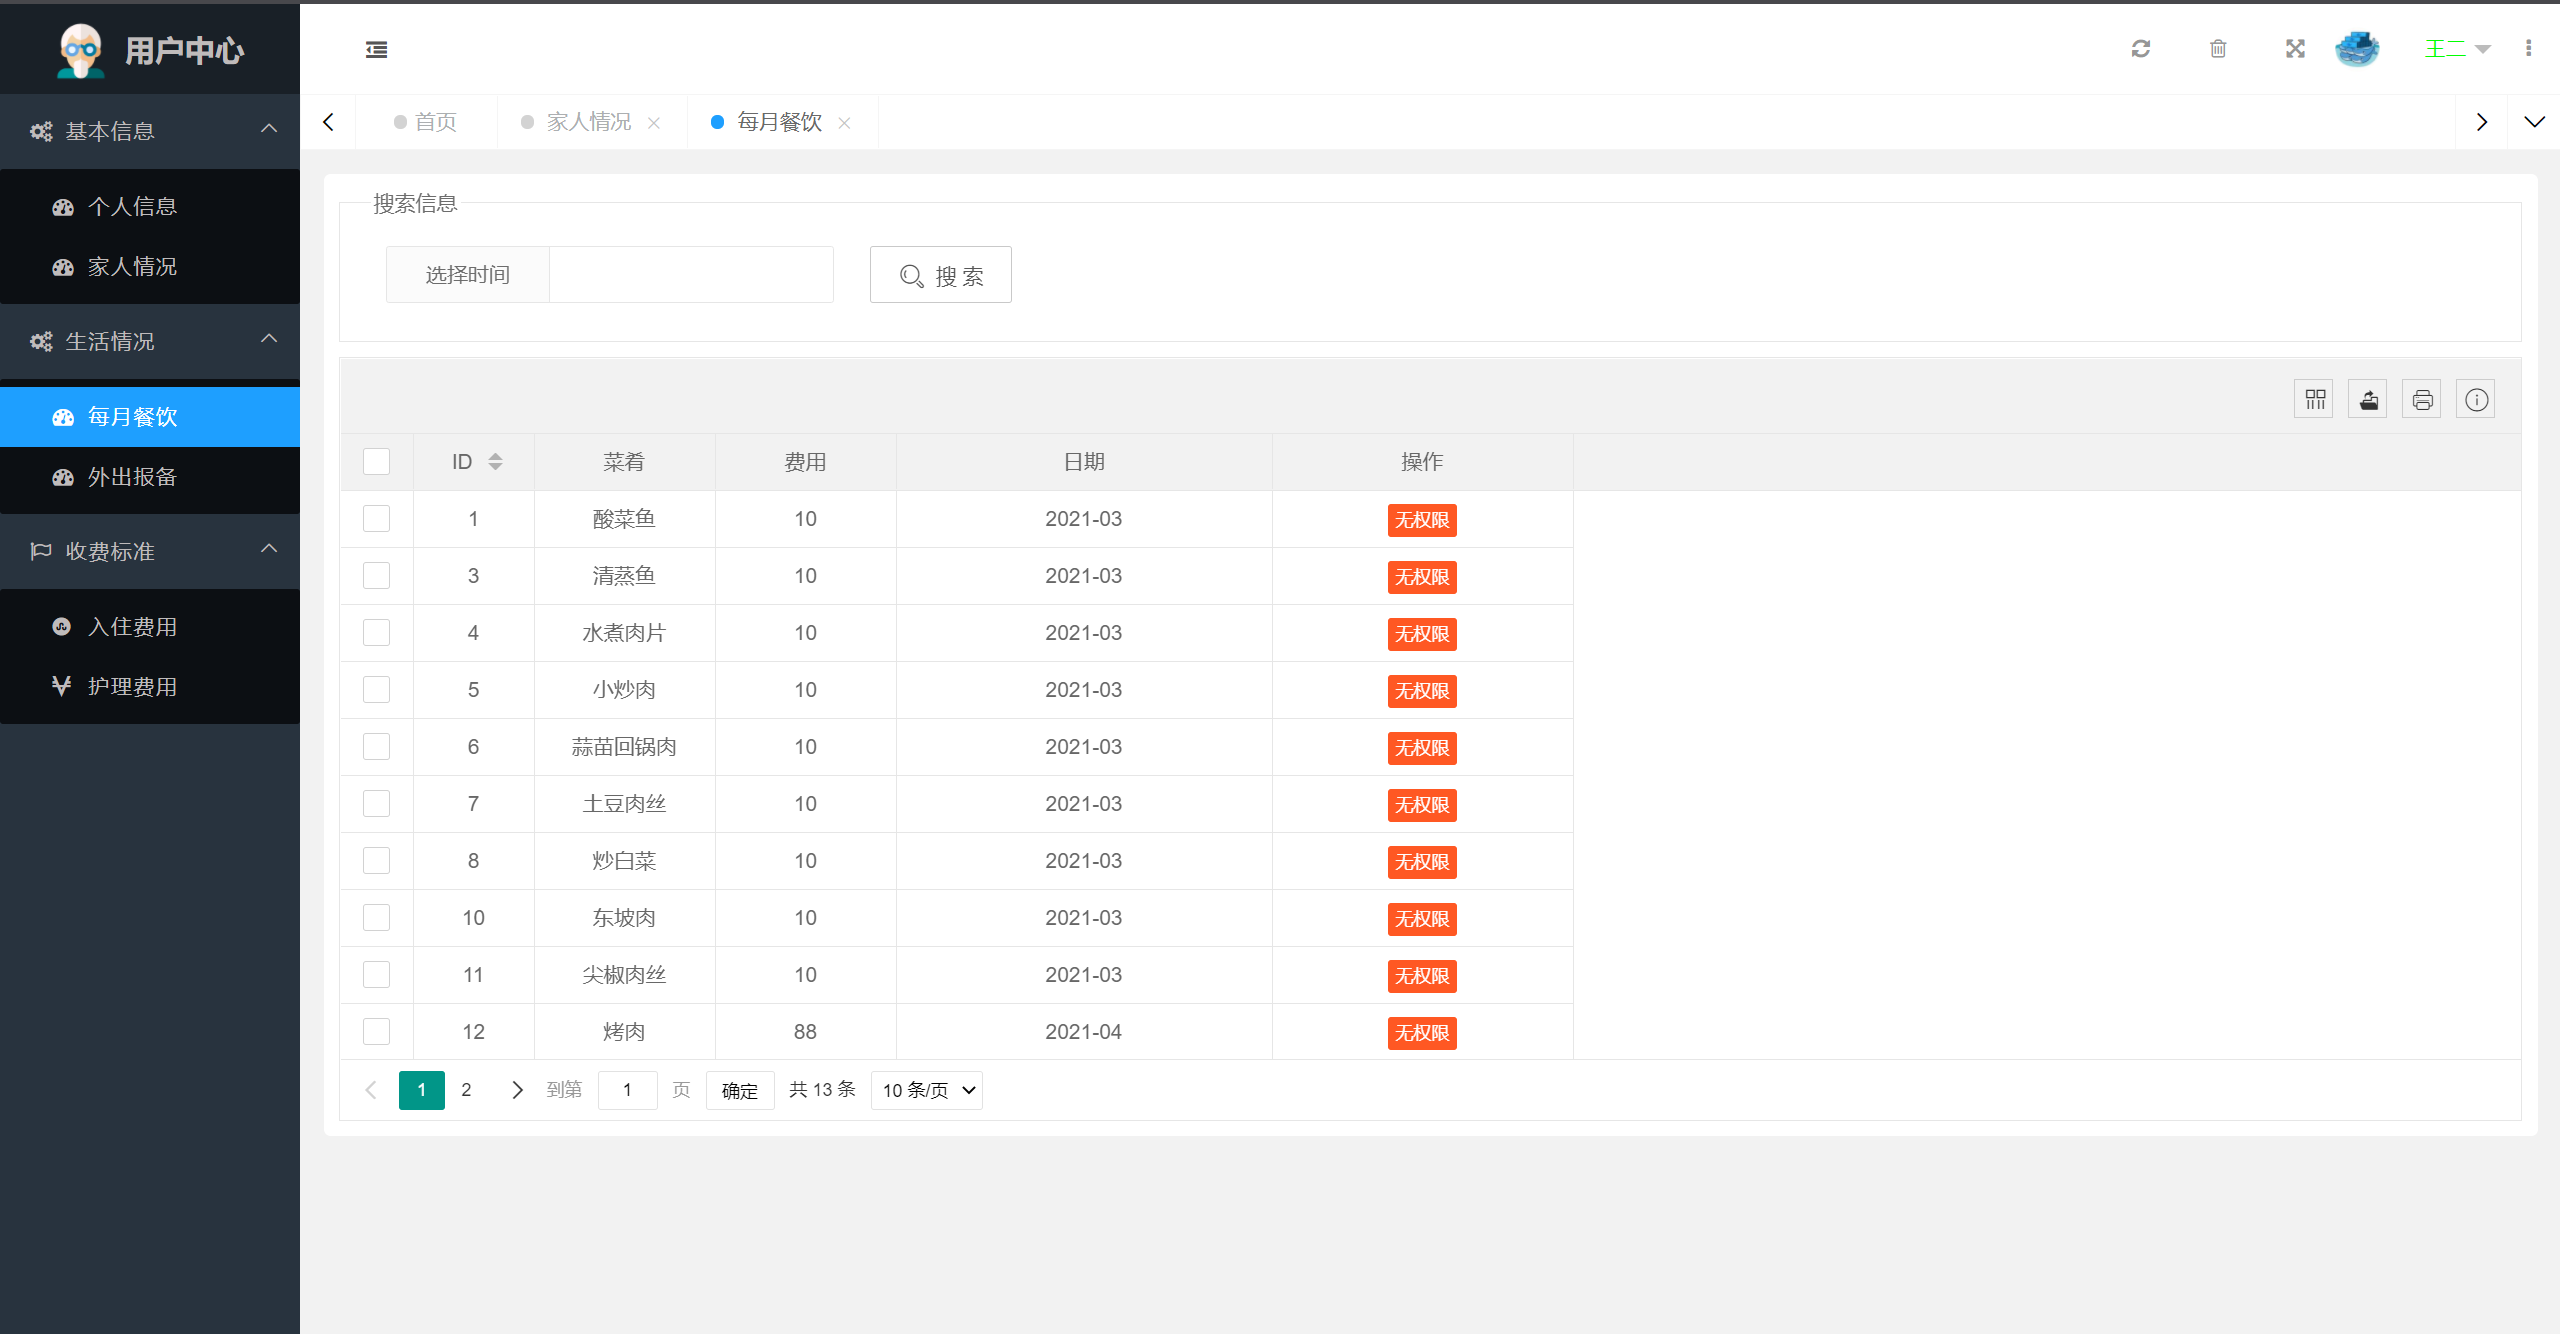 用户中心
王二
基本信息
个人信息
家人情况
生活情况
每月餐饮
外出报备
收费标准
入住费用
护理费用
首页 家人情况 每月餐饮
搜索信息
选择时间 搜 索
ID 菜肴 费用 日期 操作
1 酸菜鱼 10 2021-03 无权限
3 清蒸鱼 10 2021-03 无权限
4 水煮肉片 10 2021-03 无权限
5 小炒肉 10 2021-03 无权限
6 蒜苗回锅肉 10 2021-03 无权限
7 土豆肉丝 10 2021-03 无权限
8 炒白菜 10 2021-03 无权限
10 东坡肉 10 2021-03 无权限
11 尖椒肉丝 10 2021-03 无权限
12 烤肉 88 2021-04 无权限
1 2 到第 1 页 确定 共 13 条 10 条/页